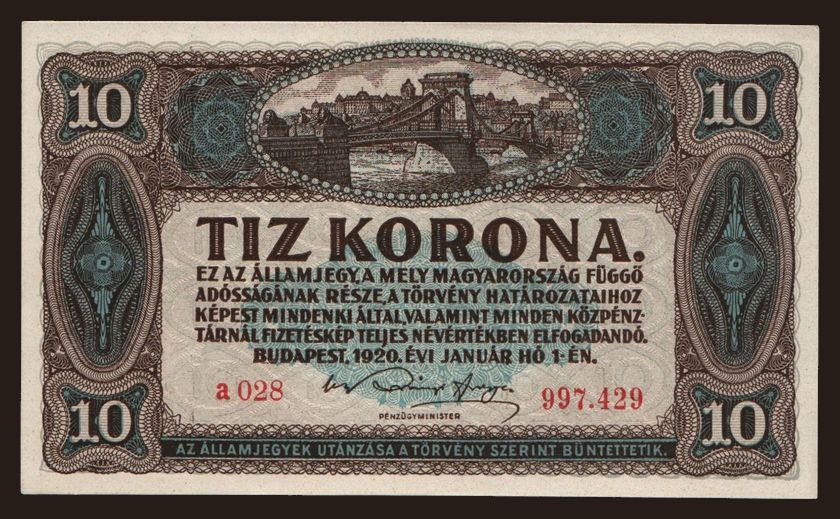 10 10
TIZ KORONA.
EZ AZ ÁLLAMJEGY, A MELY MAGYARORSZÁG FÜGGŐ
ADÓSSÁGÁNAK RÉSZE, A TÖRVÉNY HATÁROZATAIHOZ
KÉPEST MINDENKI ÁLTAL, VALAMINT MINDEN KÖZPÉNZ-
TÁRNÁL FIZETÉSKÉP TELJES NÉVÉRTÉKBEN ELFOGADANDÓ.
BUDAPEST, 1920. ÉVI JANUÁR HÓ 1-ÉN.
a 028 997.429
PÉNZÜGYMINISTER
10 10
AZ ÁLLAMJEGYEK UTÁNZÁSA A TÖRVÉNY SZERINT BÜNTETTETIK.